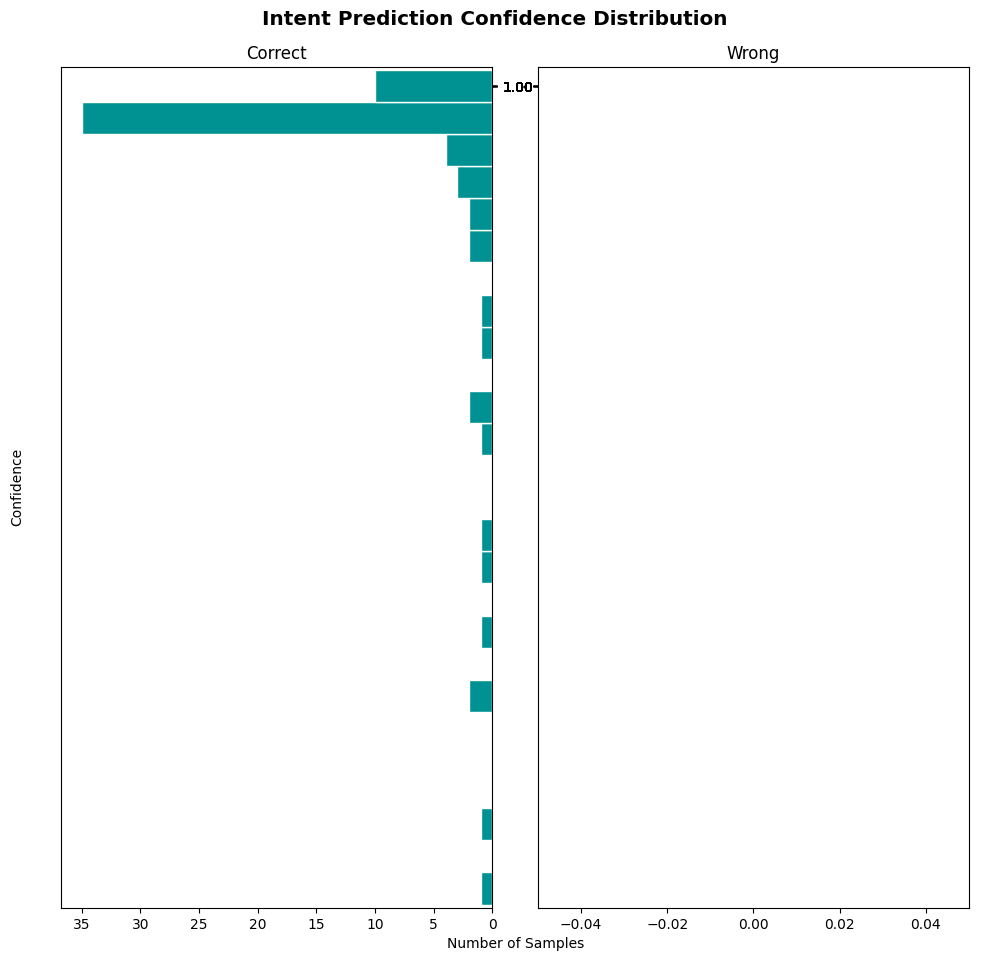 Intent Prediction Confidence Distribution
Correct
Wrong
1.00
Confidence
35 30 25 20 15 10 5 0
−0.04 −0.02 0.00 0.02 0.04
Number of Samples